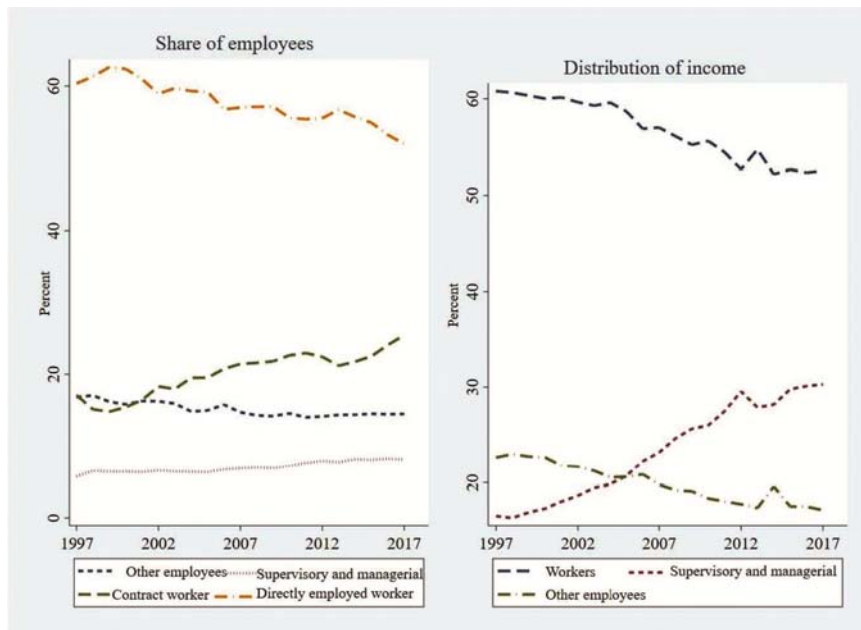 Share of employees
Percent
60
40
20
0
1997 2002 2007 2012 2017
Other employees Supervisory and managerial
Contract worker Directly employed worker
Distribution of income
Percent
60
50
40
30
20
1997 2002 2007 2012 2017
Workers Supervisory and managerial
Other employees